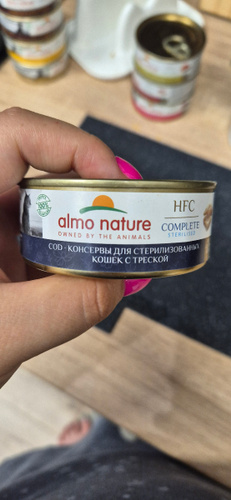 almo nature
OWNED BY THE ANIMALS
HFC
COMPLETE
STERILISED
COD - КОНСЕРВЫ ДЛЯ СТЕРИЛИЗОВАННЫХ
КОШЕК С ТРЕСКОЙ